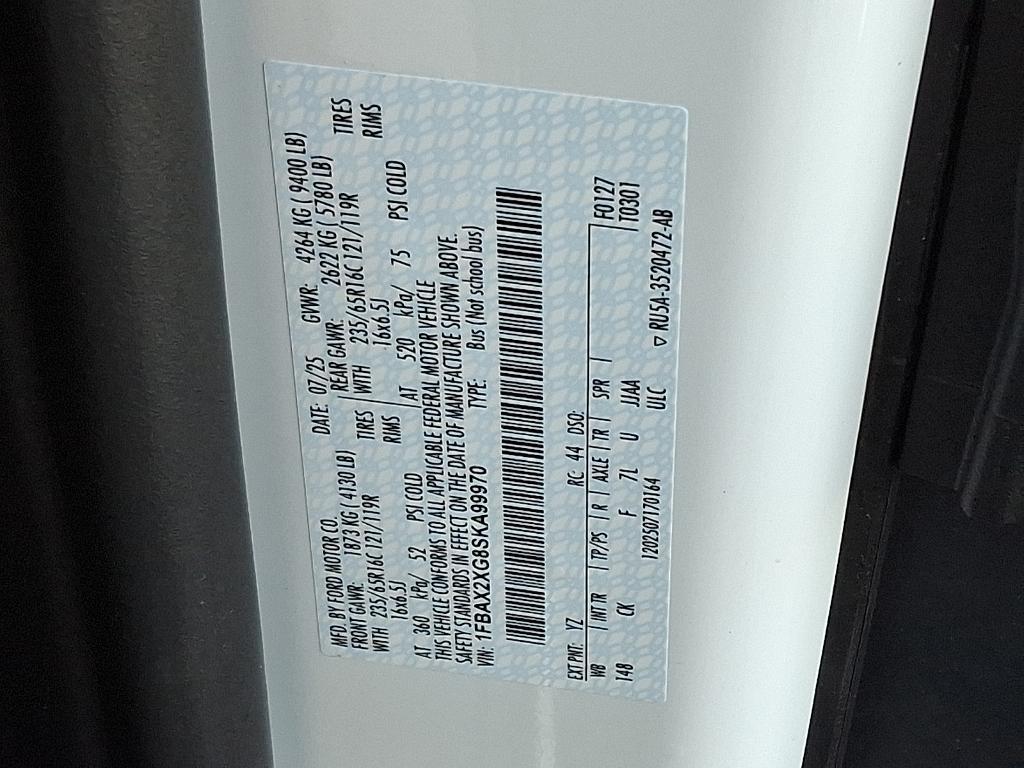 MFD. BY FORD MOTOR CO. DATE: 07/25 GVWR: 4264 KG ( 9400 LB)
FRONT GAWR: 1873 KG ( 4130 LB) REAR GAWR: 2622 KG ( 5780 LB)
WITH 235/65R16C 121/119R TIRES WITH 235/65R16C 121/119R TIRES
16x6.5J RIMS 16x6.5J RIMS
AT 360 kPa/ 52 PSI COLD AT 520 kPa/ 75 PSI COLD
THIS VEHICLE CONFORMS TO ALL APPLICABLE FEDERAL MOTOR VEHICLE
SAFETY STANDARDS IN EFFECT ON THE DATE OF MANUFACTURE SHOWN ABOVE.
VIN: 1FBAX2XG8SKA99970 TYPE: Bus (Not school bus)
EXT PNT: YZ RC: 44 DSO: F0127
WB INT TR TP/PS R AXLE TR SPR T0301
148 CK F 7L U JJAA
1202507170164 ULC ▽ RU5A-3520472-AB